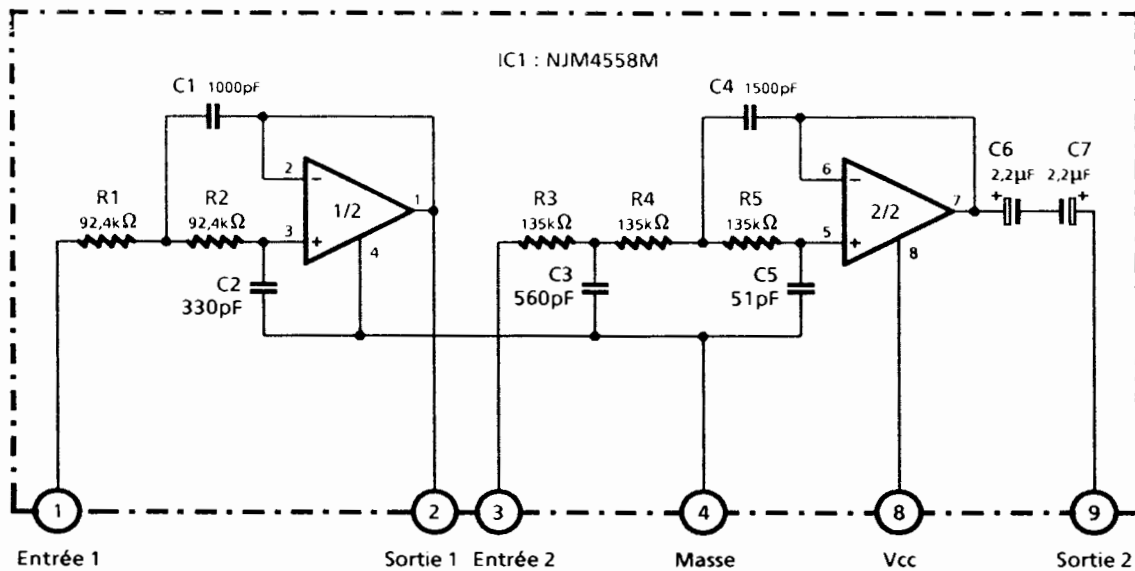 IC1 : NJM4558M
C1 1000pF
C4 1500pF
C6
C7
2,2µF
2,2µF
+
+
2
−
6
−
R1
R2
1/2
1
R3
R4
R5
2/2
7
92,4kΩ
92,4kΩ
3
+
135kΩ
135kΩ
135kΩ
5
+
4
8
C2
330pF
C3
560pF
C5
51pF
1
2
3
4
8
9
Entrée 1
Sortie 1
Entrée 2
Masse
Vcc
Sortie 2